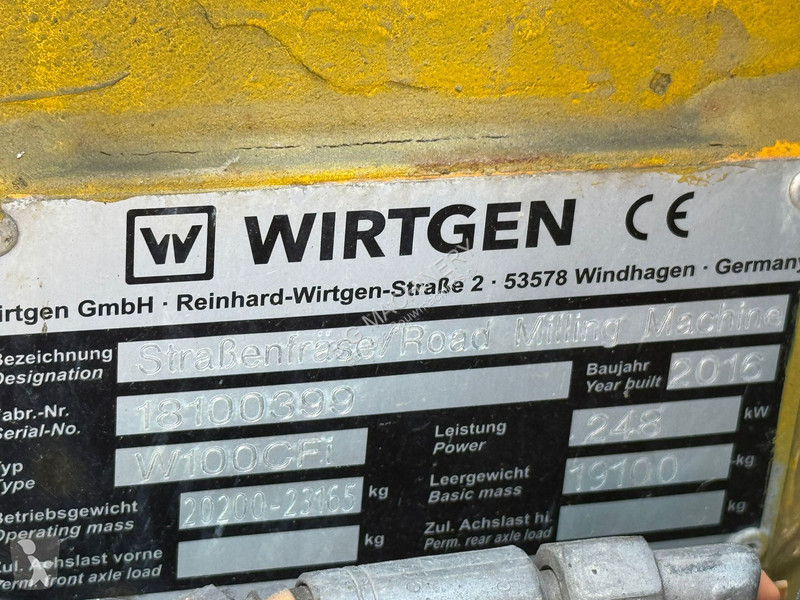 W WIRTGEN CE
irtgen GmbH · Reinhard-Wirtgen-Straße 2 · 53578 Windhagen · Germany
Bezeichnung
Designation
Straßenfräse/Road Milling Machine
Fabr.-Nr.
Serial-No.
18100399
Baujahr
Year built
2016
Typ
Type
W100CFi
Leistung
Power
248 kW
Betriebsgewicht
Operating mass
20200-23165 kg
Leergewicht
Basic mass
19100 kg
Zul. Achslast vorne
Perm. front axle load
kg
Zul. Achslast hi.
Perm. rear axle load
kg